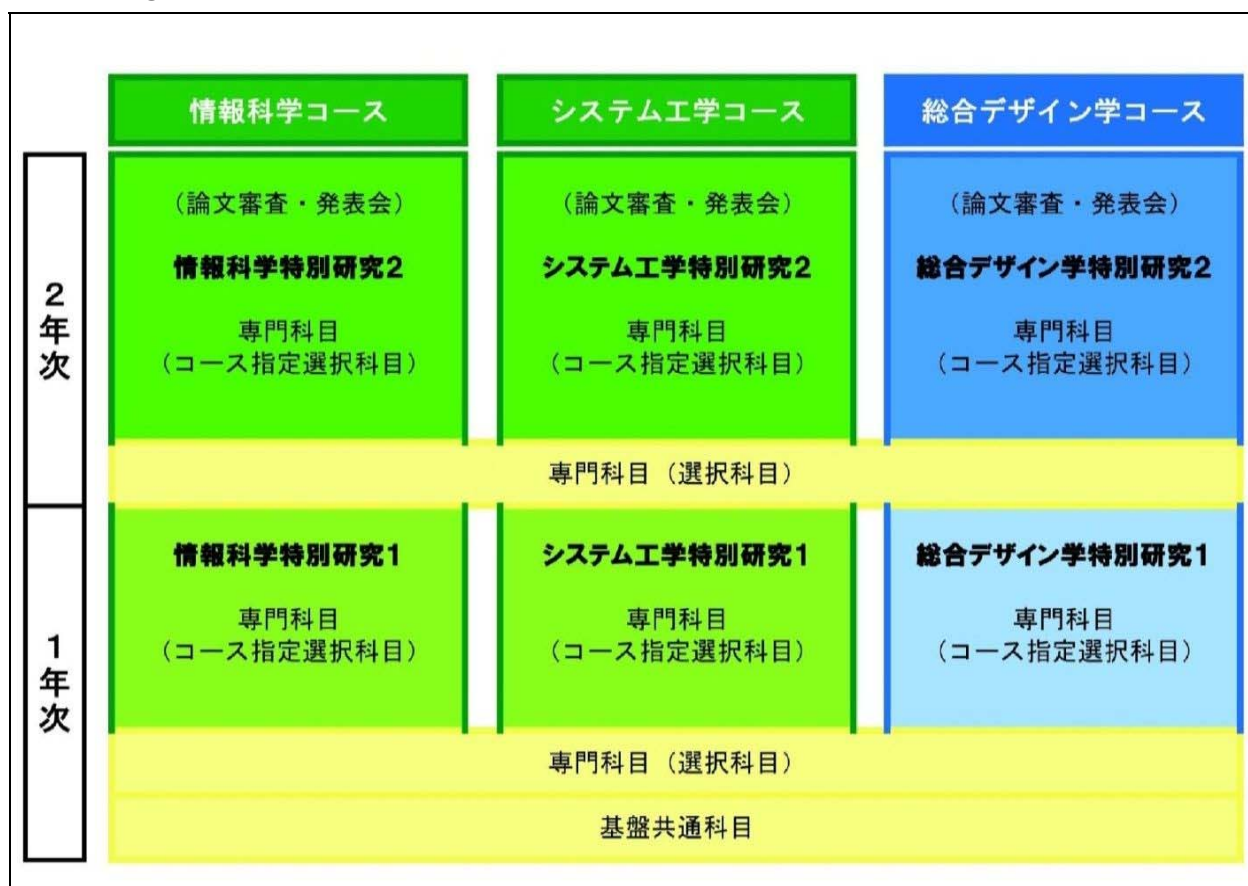 情報科学コース
システム工学コース
総合デザイン学コース
2年次
（論文審査・発表会）
情報科学特別研究2
専門科目
（コース指定選択科目）
（論文審査・発表会）
システム工学特別研究2
専門科目
（コース指定選択科目）
（論文審査・発表会）
総合デザイン学特別研究2
専門科目
（コース指定選択科目）
専門科目（選択科目）
1年次
情報科学特別研究1
専門科目
（コース指定選択科目）
システム工学特別研究1
専門科目
（コース指定選択科目）
総合デザイン学特別研究1
専門科目
（コース指定選択科目）
専門科目（選択科目）
基盤共通科目